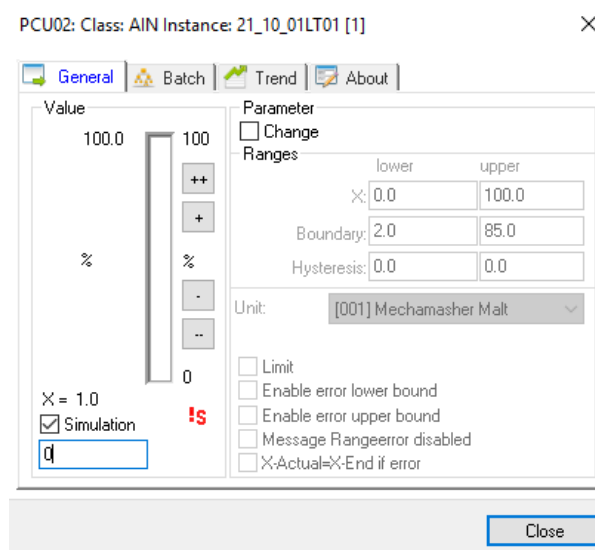 PCU02: Class: AIN Instance: 21_10_01LT01 [1]
General Batch Trend About
Value
100.0 100
++
+
% %
-
--
0
X = 1.0
Simulation !S
0
Parameter
Change
Ranges
lower upper
X: 0.0 100.0
Boundary: 2.0 85.0
Hysteresis: 0.0 0.0
Unit: [001] Mechamasher Malt
Limit
Enable error lower bound
Enable error upper bound
Message Rangeerror disabled
X-Actual=X-End if error
Close